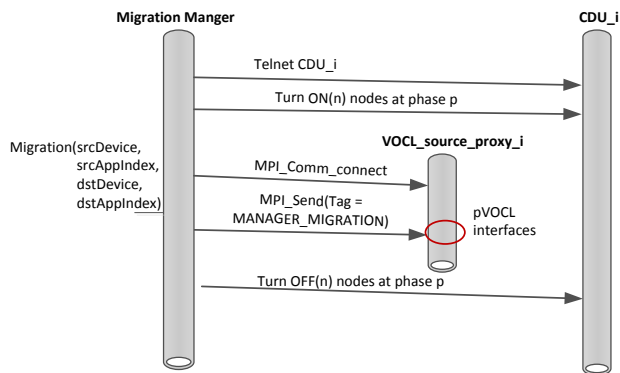 Migration Manger
CDU_i
Telnet CDU_i
Turn ON(n) nodes at phase p
VOCL_source_proxy_i
Migration(srcDevice,
srcAppIndex,
dstDevice,
dstAppIndex)
MPI_Comm_connect
MPI_Send(Tag =
MANAGER_MIGRATION)
pVOCL
interfaces
Turn OFF(n) nodes at phase p